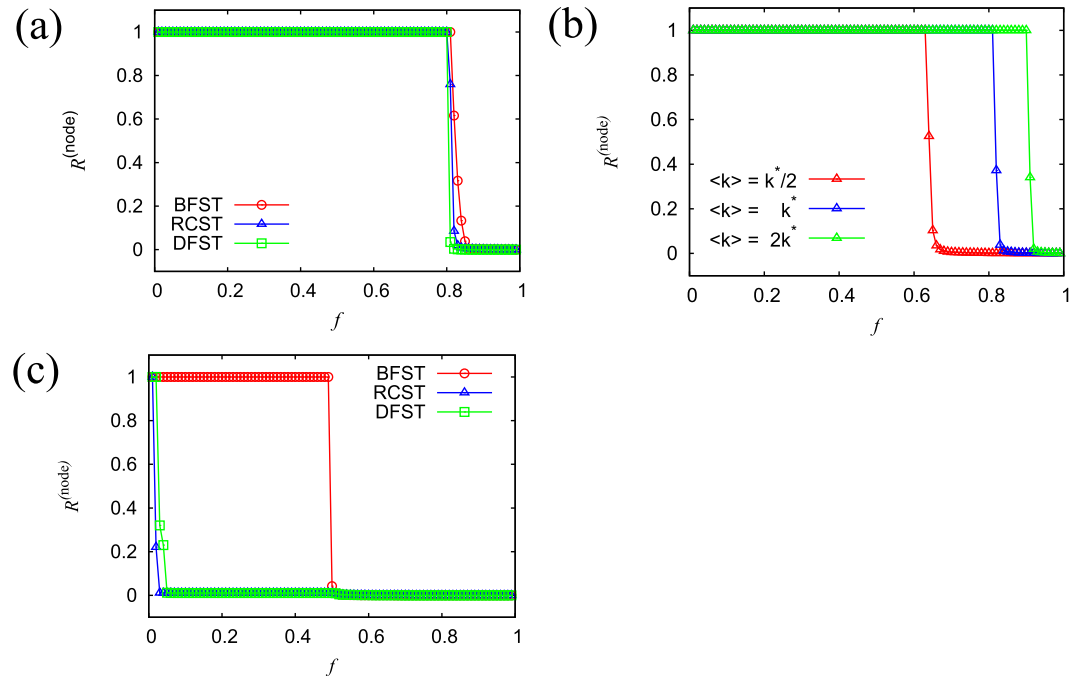 (a)
1
0.8
0.6
0.4
0.2
0
R(node)
BFST
RCST
DFST
0 0.2 0.4 0.6 0.8 1
f
(b)
1
0.8
0.6
0.4
0.2
0
R(node)
<k> = k*/2
<k> = k*
<k> = 2k*
0 0.2 0.4 0.6 0.8 1
f
(c)
1
0.8
0.6
0.4
0.2
0
R(node)
BFST
RCST
DFST
0 0.2 0.4 0.6 0.8 1
f